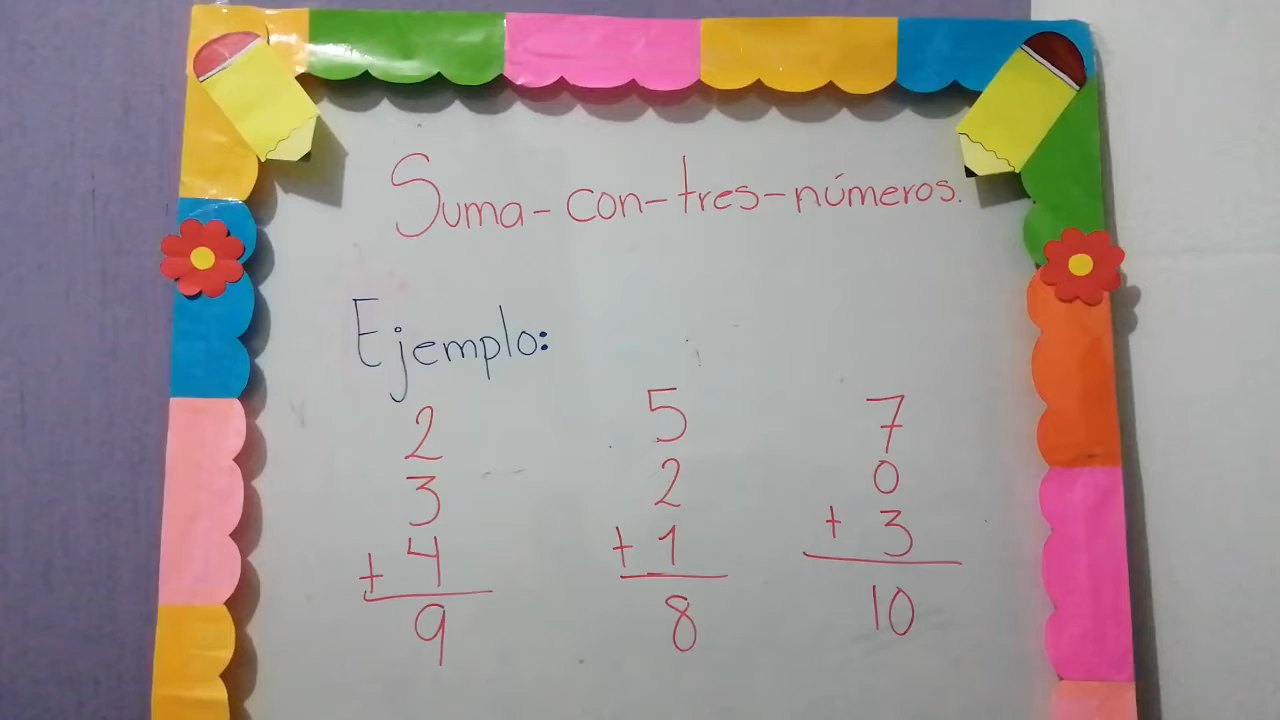 Suma-con-tres-números.
Ejemplo:
2 5 7
3 2 0
+ 4 + 1 + 3
9 8 10